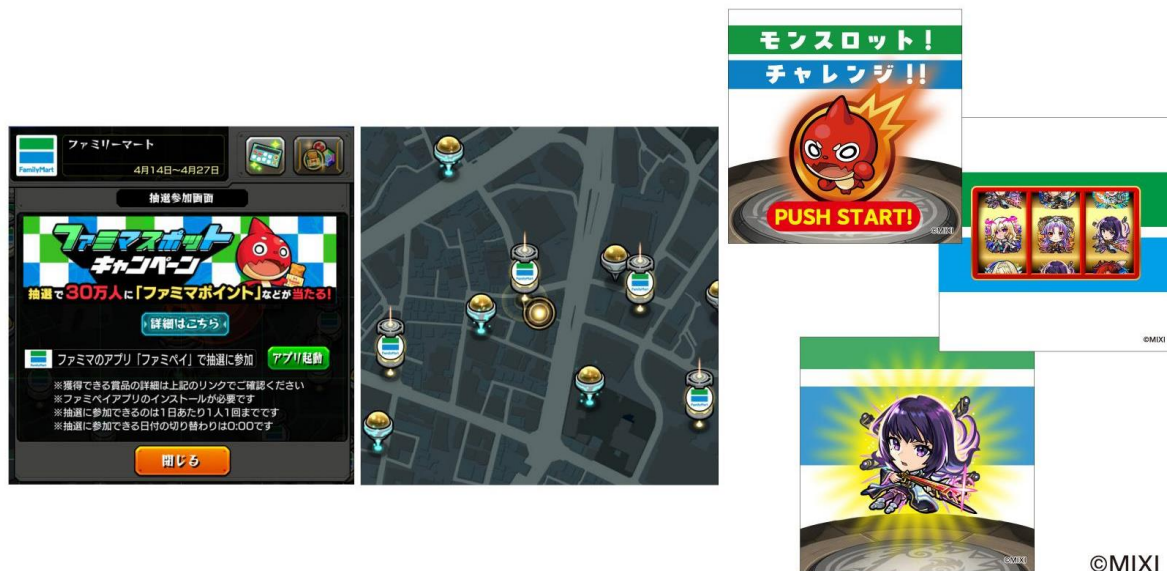 FamilyMart
ファミリーマート
4月14日~4月27日
抽選参加画面
ファミマスポット
キャンペーン
抽選で30万人に「ファミマポイント」などが当たる!
詳細はこちら
ファミマのアプリ「ファミペイ」で抽選に参加
アプリ起動
※獲得できる賞品の詳細は上記のリンクでご確認ください
※ファミペイアプリのインストールが必要です
※抽選に参加できるのは1日あたり1人1回までです
※抽選に参加できる日付の切り替わりは0:00です
閉じる
FamilyMart
FamilyMart
FamilyMart
FamilyMart
モンスロット!
チャレンジ!!
PUSH START!
©MIXI
©MIXI
©MIXI
©MIXI